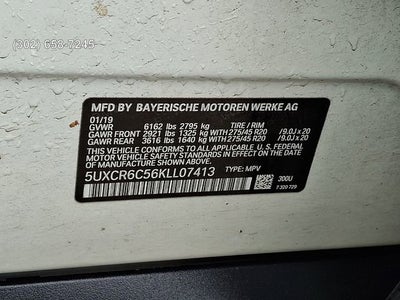 (302) 658-7245
MFD BY BAYERISCHE MOTOREN WERKE AG
01/19
GVWR 6162 lbs 2795 kg TIRE / RIM
GAWR FRONT 2921 lbs 1325 kg WITH 275/45 R20 /9.0J x 20
GAWR REAR 3616 lbs 1640 kg WITH 275/45 R20 /9.0J x 20
THIS VEHICLE CONFORMS TO ALL APPLICABLE U.S. FEDERAL
MOTOR VEHICLE SAFETY STANDARDS IN EFFECT ON THE DATE
OF MANUFACTURE SHOWN ABOVE.
5UXCR6C56KLL07413 TYPE: MPV
300U
7 320 729